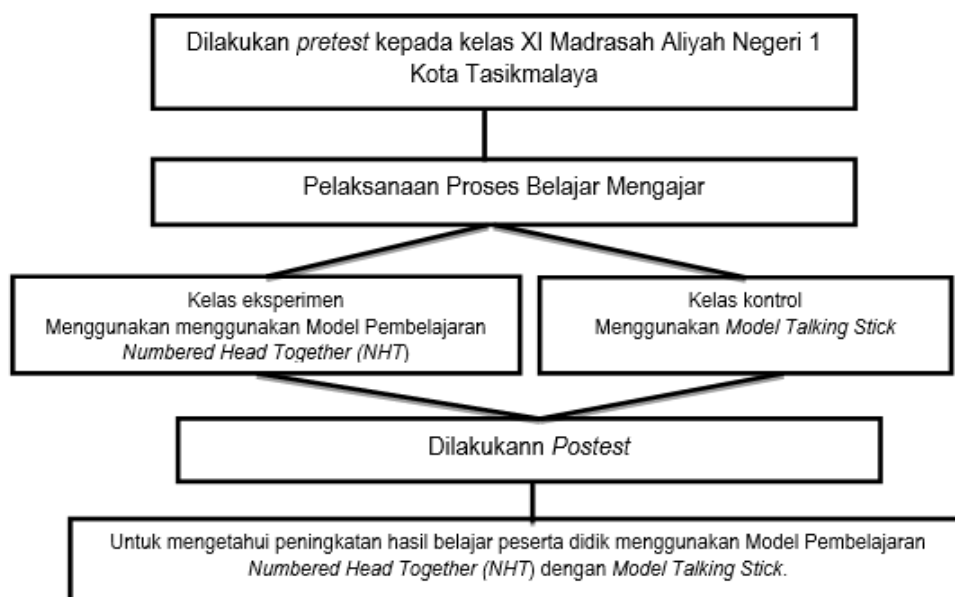 Dilakukan pretest kepada kelas XI Madrasah Aliyah Negeri 1
Kota Tasikmalaya
Pelaksanaan Proses Belajar Mengajar
Kelas eksperimen
Menggunakan menggunakan Model Pembelajaran
Numbered Head Together (NHT)
Kelas kontrol
Menggunakan Model Talking Stick
Dilakukann Postest
Untuk mengetahui peningkatan hasil belajar peserta didik menggunakan Model Pembelajaran
Numbered Head Together (NHT) dengan Model Talking Stick.